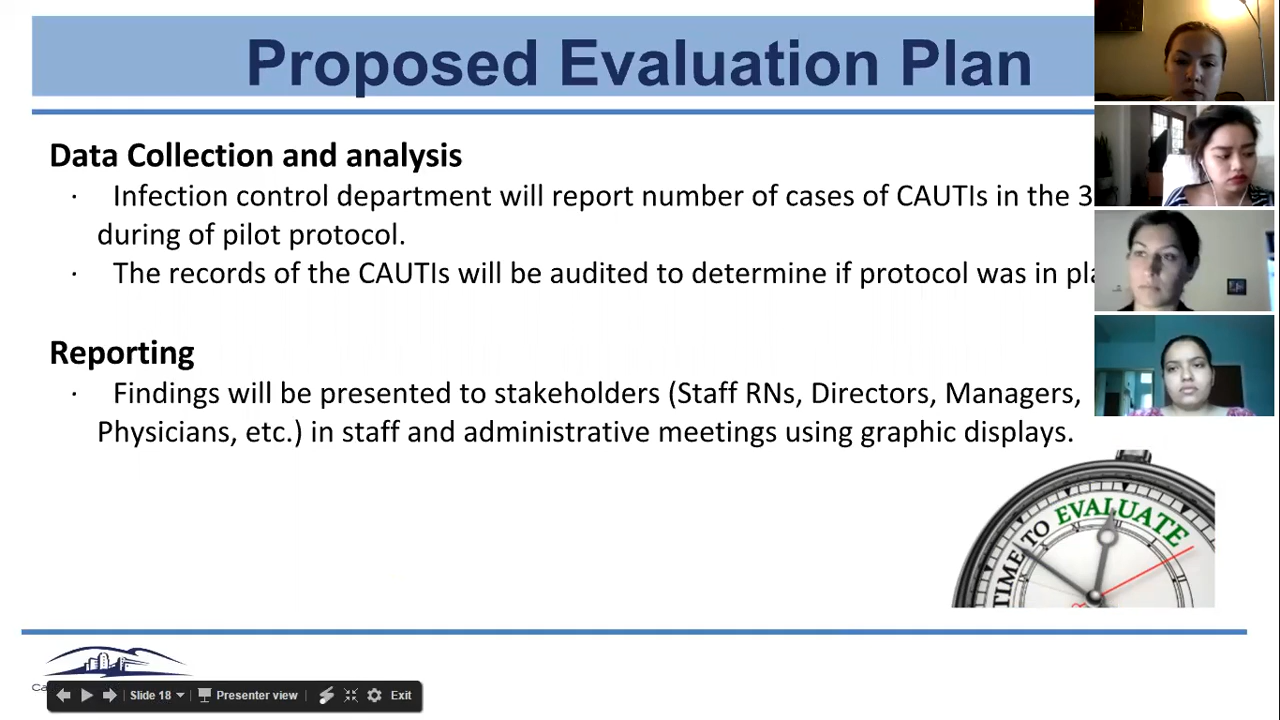 Proposed Evaluation Plan
Data Collection and analysis
· Infection control department will report number of cases of CAUTIs in the 3
during of pilot protocol.
· The records of the CAUTIs will be audited to determine if protocol was in
Reporting
· Findings will be presented to stakeholders (Staff RNs, Directors, Managers,
Physicians, etc.) in staff and administrative meetings using graphic displays.
TIME TO EVALUATE
Slide 18 Presenter view Exit